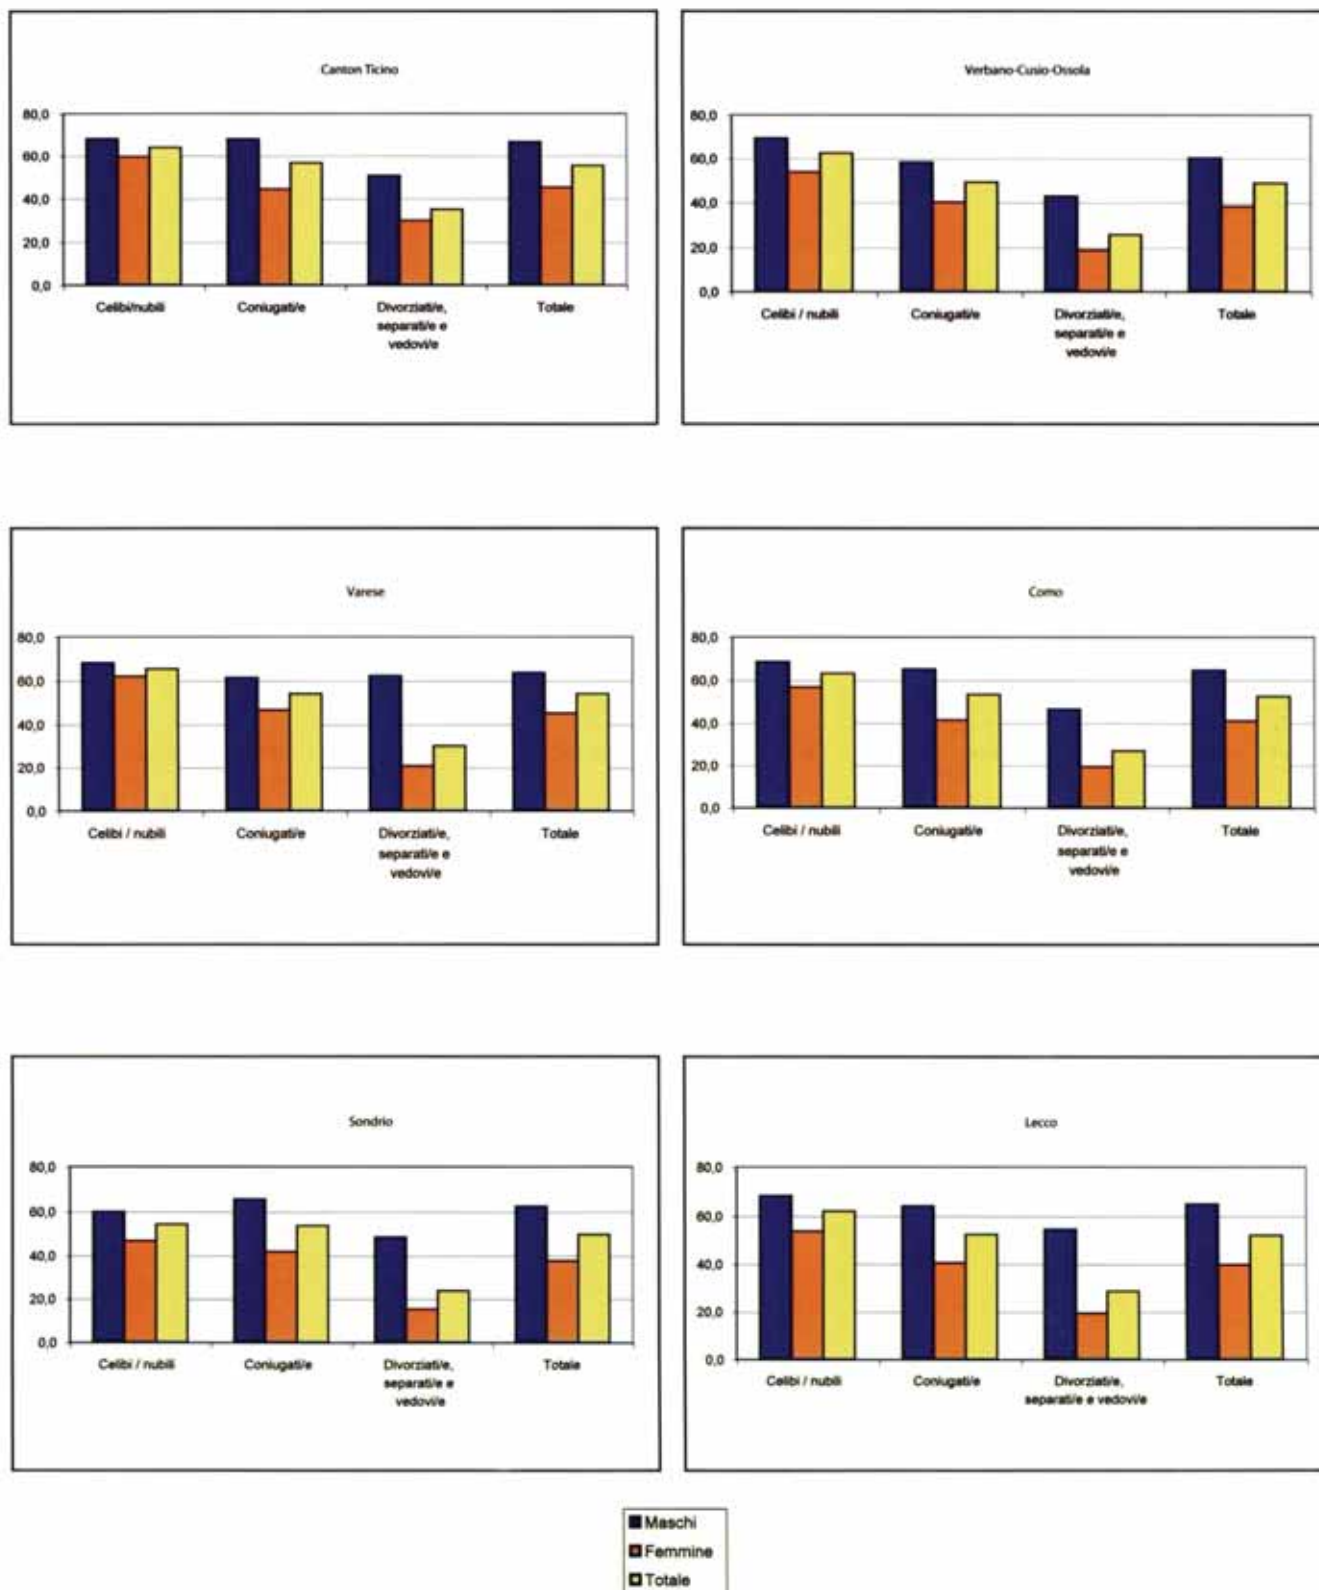 Canton Ticino
80,0
60,0
40,0
20,0
0,0
Celibi/nubili
Coniugati/e
Divorziati/e,
separati/e e
vedovi/e
Totale
Verbano-Cusio-Ossola
80,0
60,0
40,0
20,0
0,0
Celibi / nubili
Coniugati/e
Divorziati/e,
separati/e e
vedovi/e
Totale
Varese
80,0
60,0
40,0
20,0
0,0
Celibi / nubili
Coniugati/e
Divorziati/e,
separati/e e
vedovi/e
Totale
Como
80,0
60,0
40,0
20,0
0,0
Celibi / nubili
Coniugati/e
Divorziati/e,
separati/e e
vedovi/e
Totale
Sondrio
80,0
60,0
40,0
20,0
0,0
Celibi / nubili
Coniugati/e
Divorziati/e,
separati/e e
vedovi/e
Totale
Lecco
80,0
60,0
40,0
20,0
0,0
Celibi / nubili
Coniugati/e
Divorziati/e,
separati/e e vedovi/e
Totale
Maschi
Femmine
Totale